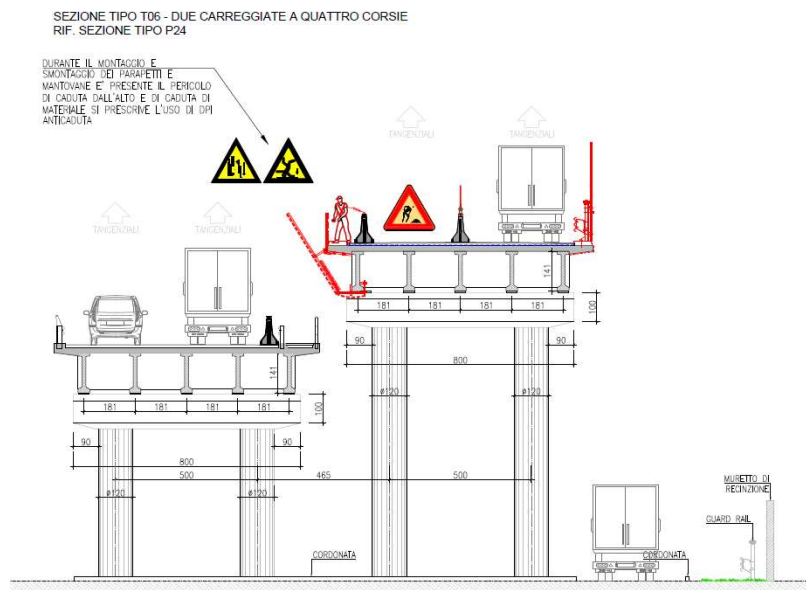 SEZIONE TIPO T06 - DUE CARREGGIATE A QUATTRO CORSIE
RIF. SEZIONE TIPO P24
DURANTE IL MONTAGGIO E
SMONTAGGIO DEI PARAPETTI E
MANTOVANE E' PRESENTE IL PERICOLO
DI CADUTA DALL'ALTO E DI CADUTA DI
MATERIALE SI PRESCRIVE L'USO DI DPI
ANTICADUTA
TANGENZIALI
TANGENZIALI
TANGENZIALI
TANGENZIALI
141
181
181
181
181
100
90
90
800
ø120
ø120
141
181
181
181
181
100
90
90
800
500
465
500
ø120
ø120
MURETTO DI
RECINZIONE
GUARD RAIL
CORDONATA
CORDONATA